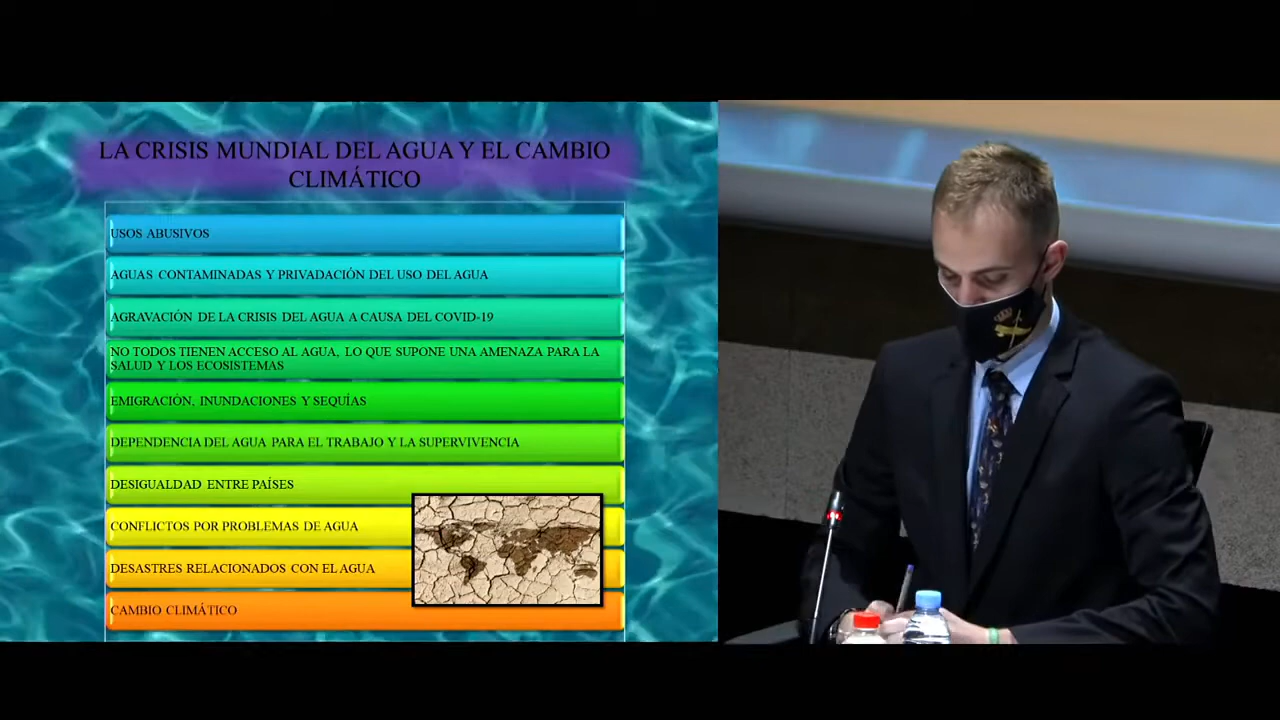 LA CRISIS MUNDIAL DEL AGUA Y EL CAMBIO
CLIMÁTICO
USOS ABUSIVOS
AGUAS CONTAMINADAS Y PRIVADACIÓN DEL USO DEL AGUA
AGRAVACIÓN DE LA CRISIS DEL AGUA A CAUSA DEL COVID-19
NO TODOS TIENEN ACCESO AL AGUA, LO QUE SUPONE UNA AMENAZA PARA LA
SALUD Y LOS ECOSISTEMAS
EMIGRACIÓN, INUNDACIONES Y SEQUÍAS
DEPENDENCIA DEL AGUA PARA EL TRABAJO Y LA SUPERVIVENCIA
DESIGUALDAD ENTRE PAÍSES
CONFLICTOS POR PROBLEMAS DE AGUA
DESASTRES RELACIONADOS CON EL AGUA
CAMBIO CLIMÁTICO